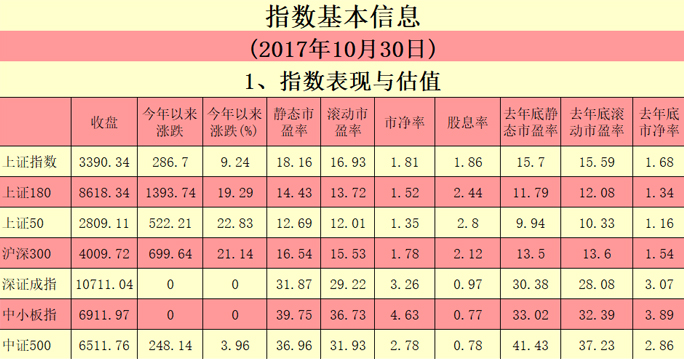 指数基本信息
(2017年10月30日)
1、指数表现与估值
收盘 今年以来涨跌 今年以来涨跌(%) 静态市盈率 滚动市盈率 市净率 股息率 去年底静态市盈率 去年底滚动市盈率 去年底市净率
上证指数 3390.34 286.7 9.24 18.16 16.93 1.81 1.86 15.7 15.59 1.68
上证180 8618.34 1393.74 19.29 14.43 13.72 1.52 2.44 11.79 12.08 1.34
上证50 2809.11 522.21 22.83 12.69 12.01 1.35 2.8 9.94 10.33 1.16
沪深300 4009.72 699.64 21.14 16.54 15.53 1.78 2.12 13.5 13.6 1.54
深证成指 10711.04 0 0 31.87 29.22 3.26 0.97 30.38 28.08 3.07
中小板指 6911.97 0 0 39.75 36.73 4.63 0.77 33.02 32.39 3.89
中证500 6511.76 248.14 3.96 36.96 31.93 2.78 0.78 41.43 37.23 2.86